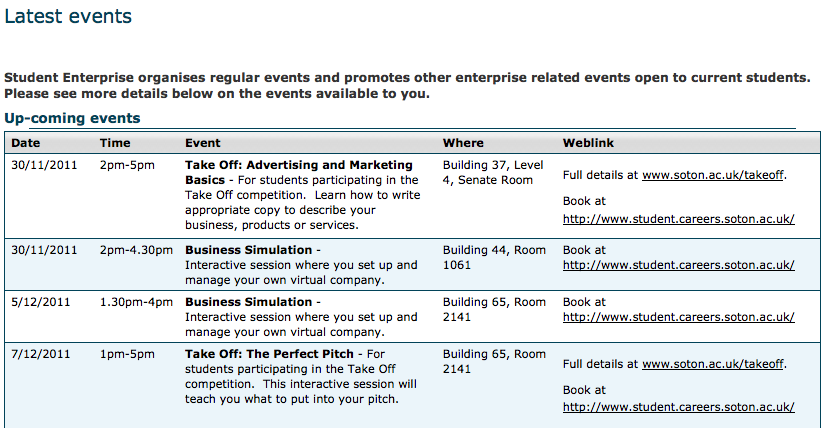 Latest events
Student Enterprise organises regular events and promotes other enterprise related events open to current students.
Please see more details below on the events available to you.
Up-coming events
Date Time Event Where Weblink
30/11/2011 2pm-5pm Take Off: Advertising and Marketing Basics - For students participating in the Take Off competition. Learn how to write appropriate copy to describe your business, products or services. Building 37, Level 4, Senate Room Full details at www.soton.ac.uk/takeoff. Book at http://www.student.careers.soton.ac.uk/
30/11/2011 2pm-4.30pm Business Simulation - Interactive session where you set up and manage your own virtual company. Building 44, Room 1061 Book at http://www.student.careers.soton.ac.uk/
5/12/2011 1.30pm-4pm Business Simulation - Interactive session where you set up and manage your own virtual company. Building 65, Room 2141 Book at http://www.student.careers.soton.ac.uk/
7/12/2011 1pm-5pm Take Off: The Perfect Pitch - For students participating in the Take Off competition. This interactive session will teach you what to put into your pitch. Building 65, Room 2141 Full details at www.soton.ac.uk/takeoff. Book at http://www.student.careers.soton.ac.uk/